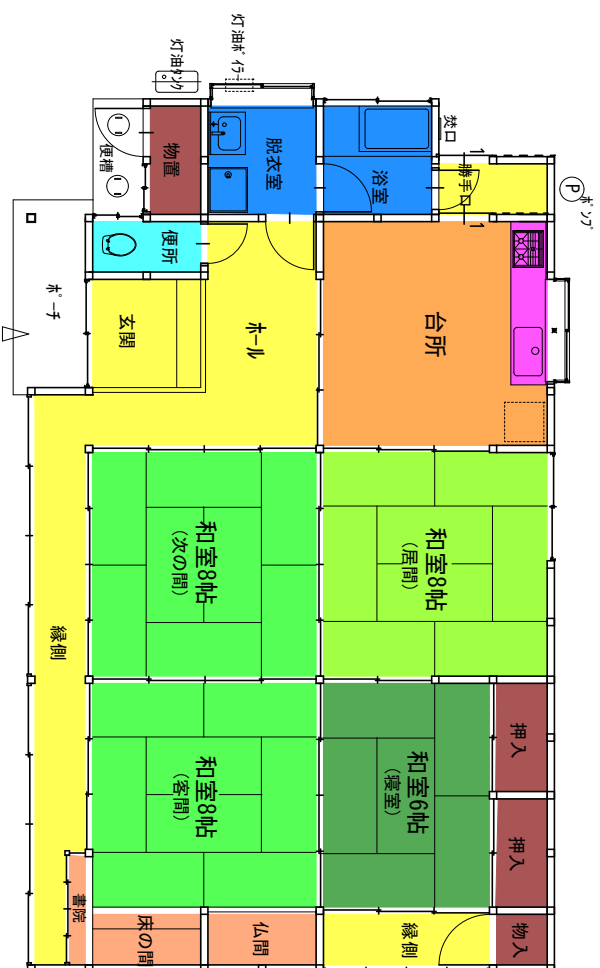 灯油ﾎﾞｲﾗ
灯油ﾀﾝｸ
焚口
ﾎﾟﾝﾌﾟ
P
物置
脱衣室
浴室
勝手口
1
1
便槽
便所
ﾎﾟｰﾁ
玄関
ﾎｰﾙ
台所
和室8帖
(次の間)
和室8帖
(居間)
縁側
和室8帖
(客間)
和室6帖
(寝室)
押入
押入
書院
床の間
仏間
縁側
物入